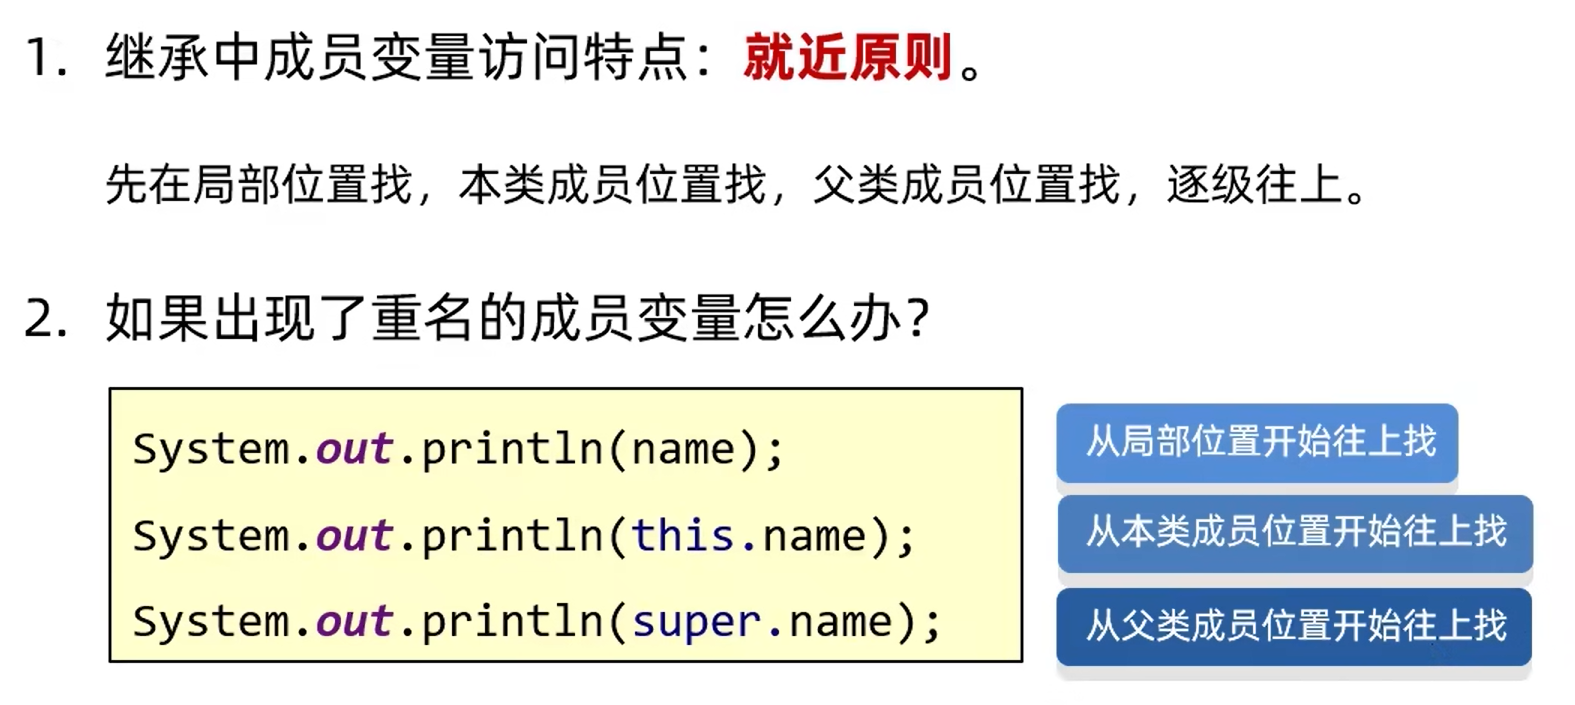 1. 继承中成员变量访问特点：就近原则。
先在局部位置找，本类成员位置找，父类成员位置找，逐级往上。
2. 如果出现了重名的成员变量怎么办？
System.out.println(name);
从局部位置开始往上找
System.out.println(this.name);
从本类成员位置开始往上找
System.out.println(super.name);
从父类成员位置开始往上找